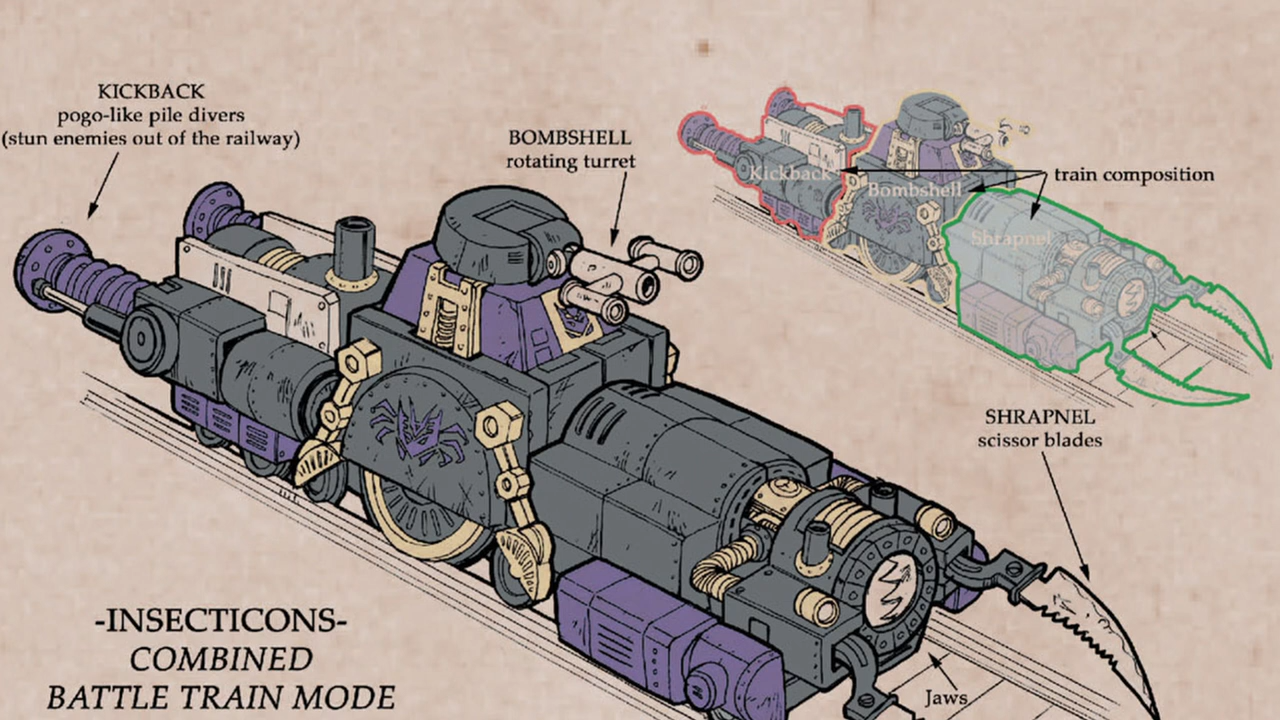 KICKBACK
pogo-like pile divers
(stun enemies out of the railway)
BOMBSHELL
rotating turret
Kickback
Bombshell
Shrapnel
train composition
SHRAPNEL
scissor blades
Jaws
-INSECTICONS-
COMBINED
BATTLE TRAIN MODE